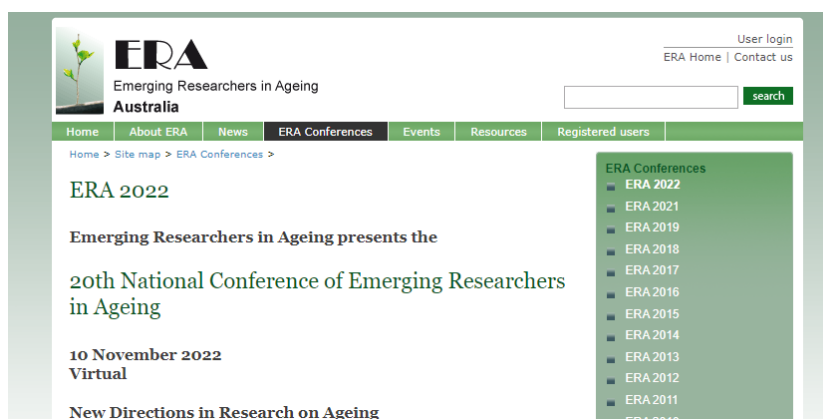 User login
ERA Home | Contact us
ERA
Emerging Researchers in Ageing
Australia
search
Home About ERA News ERA Conferences Events Resources Registered users
Home > Site map > ERA Conferences >
ERA 2022
Emerging Researchers in Ageing presents the
20th National Conference of Emerging Researchers
in Ageing
10 November 2022
Virtual
New Directions in Research on Ageing
ERA Conferences
ERA 2022
ERA 2021
ERA 2019
ERA 2018
ERA 2017
ERA 2016
ERA 2015
ERA 2014
ERA 2013
ERA 2012
ERA 2011